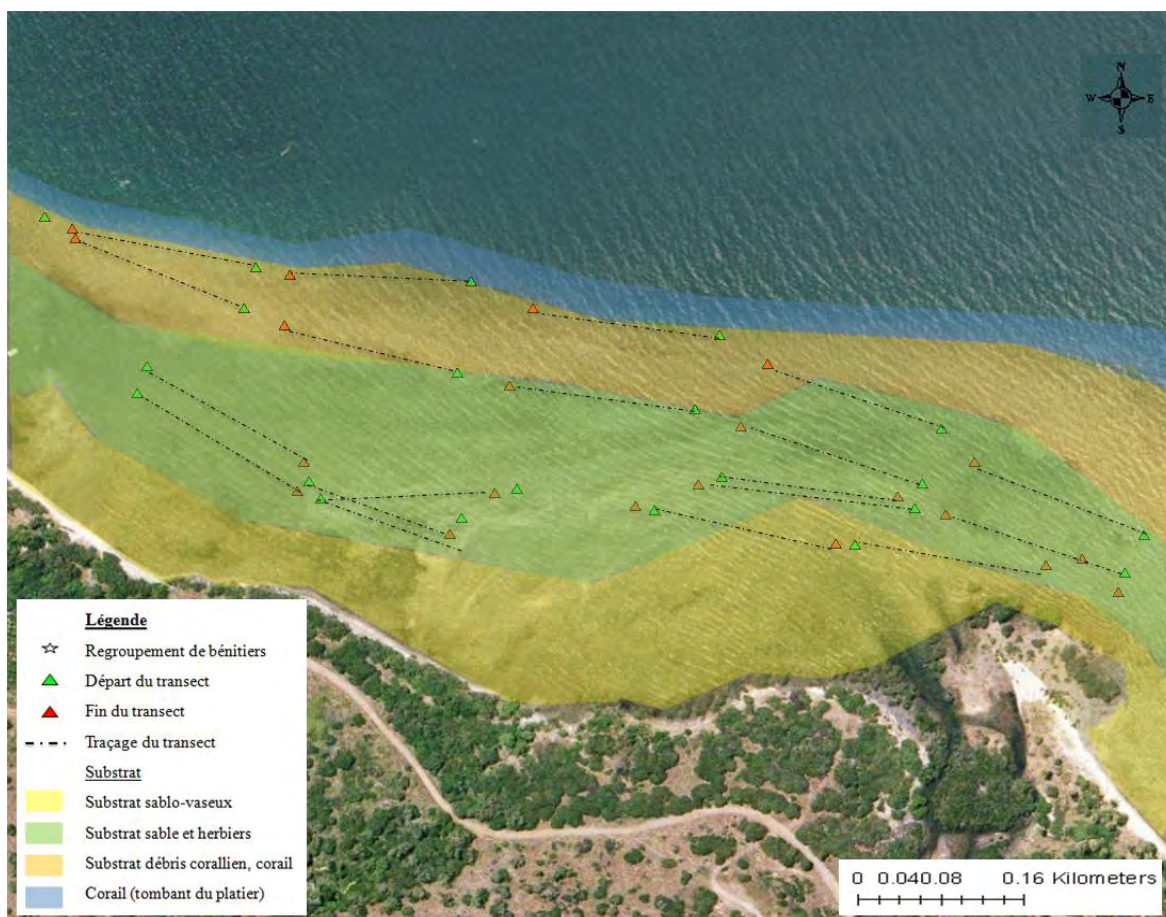 N
W E
S
Légende
Regroupement de bénitiers
Départ du transect
Fin du transect
Traçage du transect
Substrat
Substrat sablo-vaseux
Substrat sable et herbiers
Substrat débris corallien, corail
Corail (tombant du platier)
0 0.040.08 0.16 Kilometers